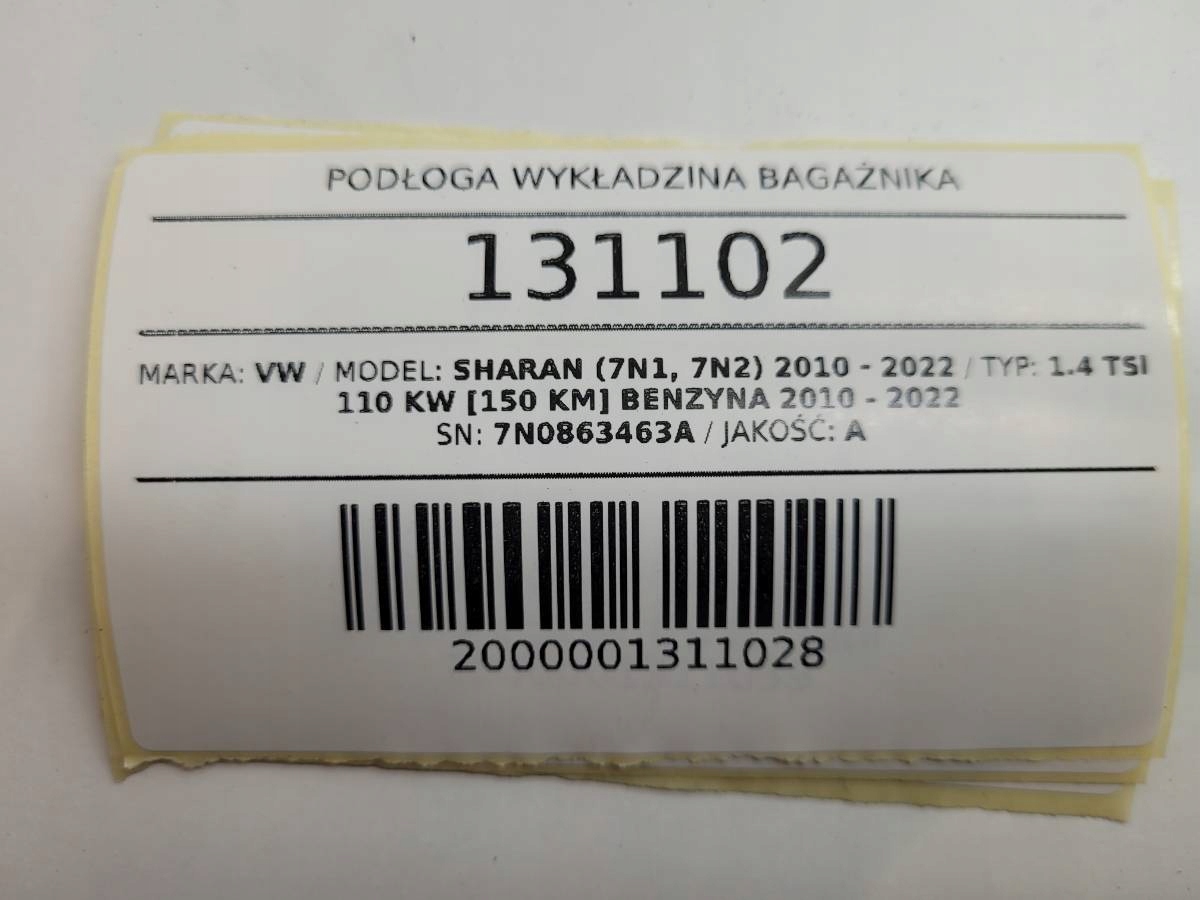 PODŁOGA WYKŁADZINA BAGAŻNIKA
131102
MARKA: VW / MODEL: SHARAN (7N1, 7N2) 2010 - 2022 / TYP: 1.4 TSI
110 KW [150 KM] BENZYNA 2010 - 2022
SN: 7N0863463A / JAKOŚĆ: A
2000001311028